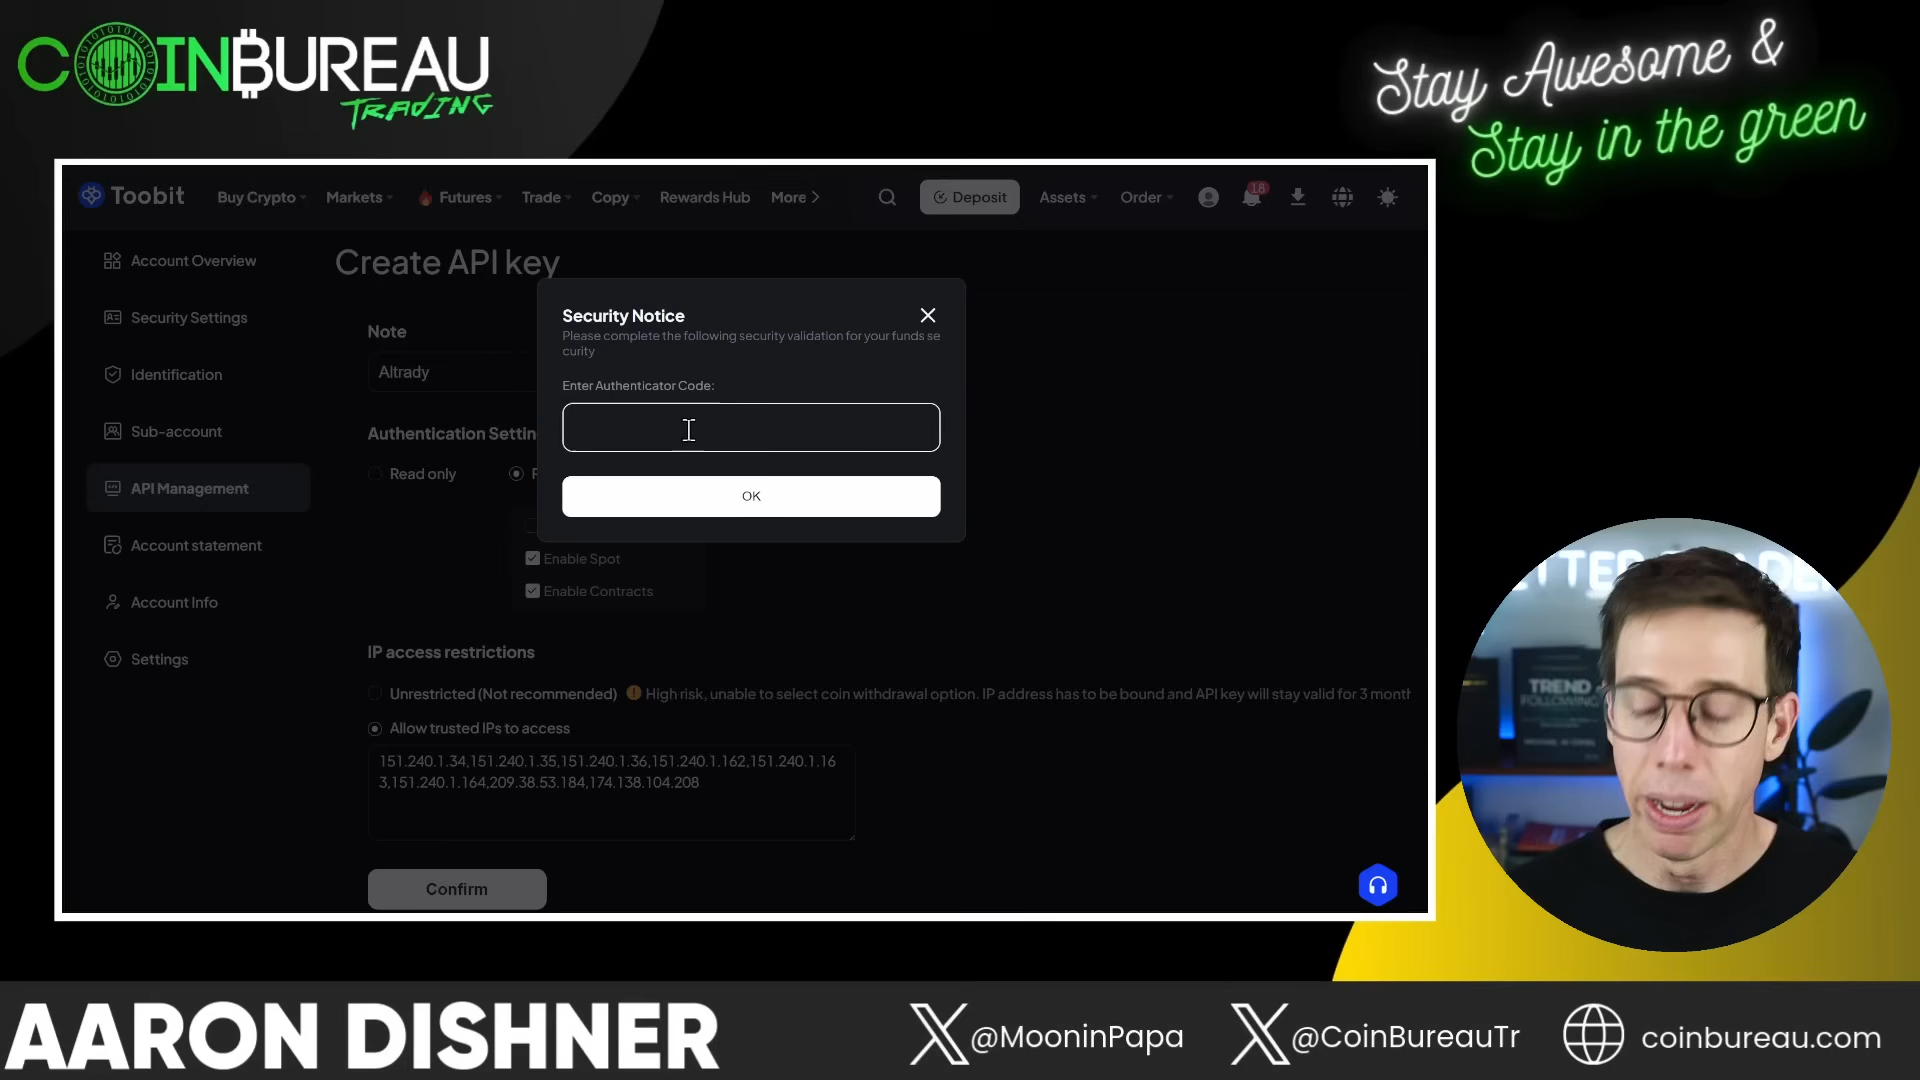 COINBUREAU
TRADING
Stay Awesome &
Stay in the green
Toobit
Buy Crypto
Markets
Futures
Trade
Copy
Rewards Hub
More
Deposit
Assets
Order
18
Account Overview
Security Settings
Identification
Sub-account
API Management
Account statement
Account Info
Settings
Create API key
Note
Altrady
Security Notice
Please complete the following security validation for your funds se
curity
Enter Authenticator Code:
OK
Authentication Settin
Read only
Enable Spot
Enable Contracts
IP access restrictions
Unrestricted (Not recommended)
High risk, unable to select coin withdrawal option. IP address has to be bound and API key will stay valid for 3 month
Allow trusted IPs to access
151.240.1.34,151.240.1.35,151.240.1.36,151.240.1.162,151.240.1.16
3,151.240.1.164,209.38.53.184,174.138.104.208
Confirm
TREND
FOLLOWING
AARON DISHNER
@MooninPapa
@CoinBureauTr
coinbureau.com